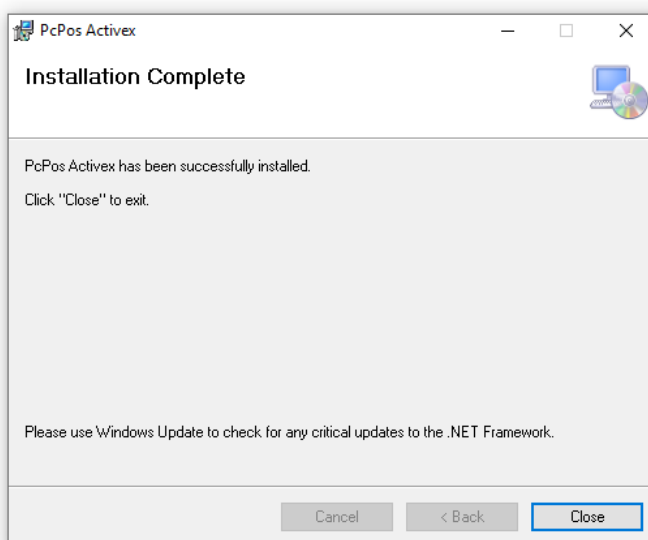 PcPos Activex
Installation Complete
PcPos Activex has been successfully installed.
Click "Close" to exit.
Please use Windows Update to check for any critical updates to the .NET Framework.
Cancel
< Back
Close